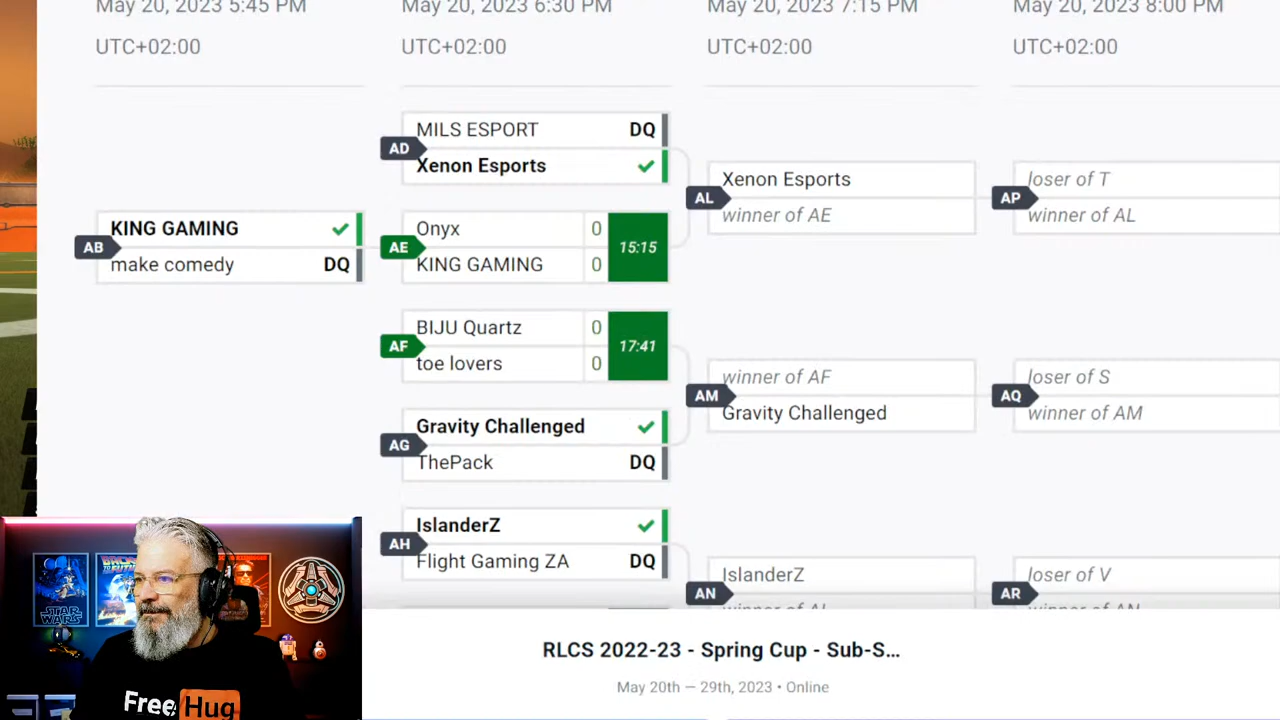 May 20, 2023 5:45 PM
UTC+02:00
May 20, 2023 6:30 PM
UTC+02:00
May 20, 2023 7:15 PM
UTC+02:00
May 20, 2023 8:00 PM
UTC+02:00
AB
KING GAMING
make comedy DQ
AD
MILS ESPORT DQ
Xenon Esports
AE
Onyx 0
KING GAMING 0
15:15
AF
BIJU Quartz 0
toe lovers 0
17:41
AG
Gravity Challenged
ThePack DQ
AH
IslanderZ
Flight Gaming ZA DQ
AL
Xenon Esports
winner of AE
AM
winner of AF
Gravity Challenged
AN
IslanderZ
AP
loser of T
winner of AL
AQ
loser of S
winner of AM
AR
loser of V
winner of AN
STAR
WARS
BACK
Free Hug
RLCS 2022-23 - Spring Cup - Sub-S...
May 20th — 29th, 2023 • Online